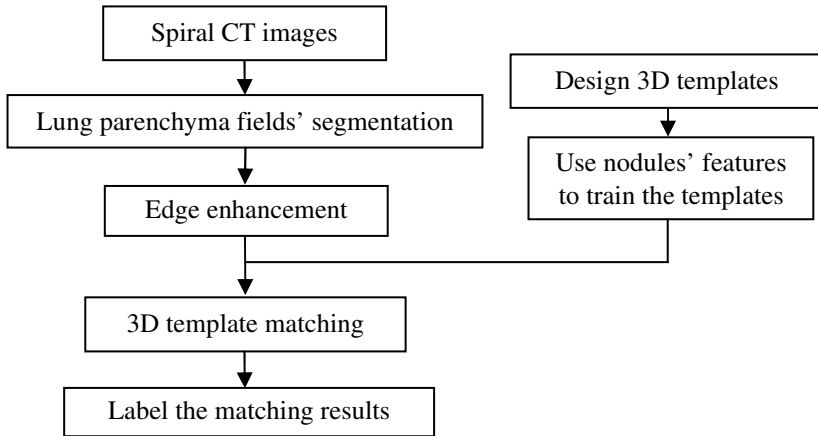 Spiral CT images
Lung parenchyma fields’ segmentation
Edge enhancement
Design 3D templates
Use nodules’ features
to train the templates
3D template matching
Label the matching results